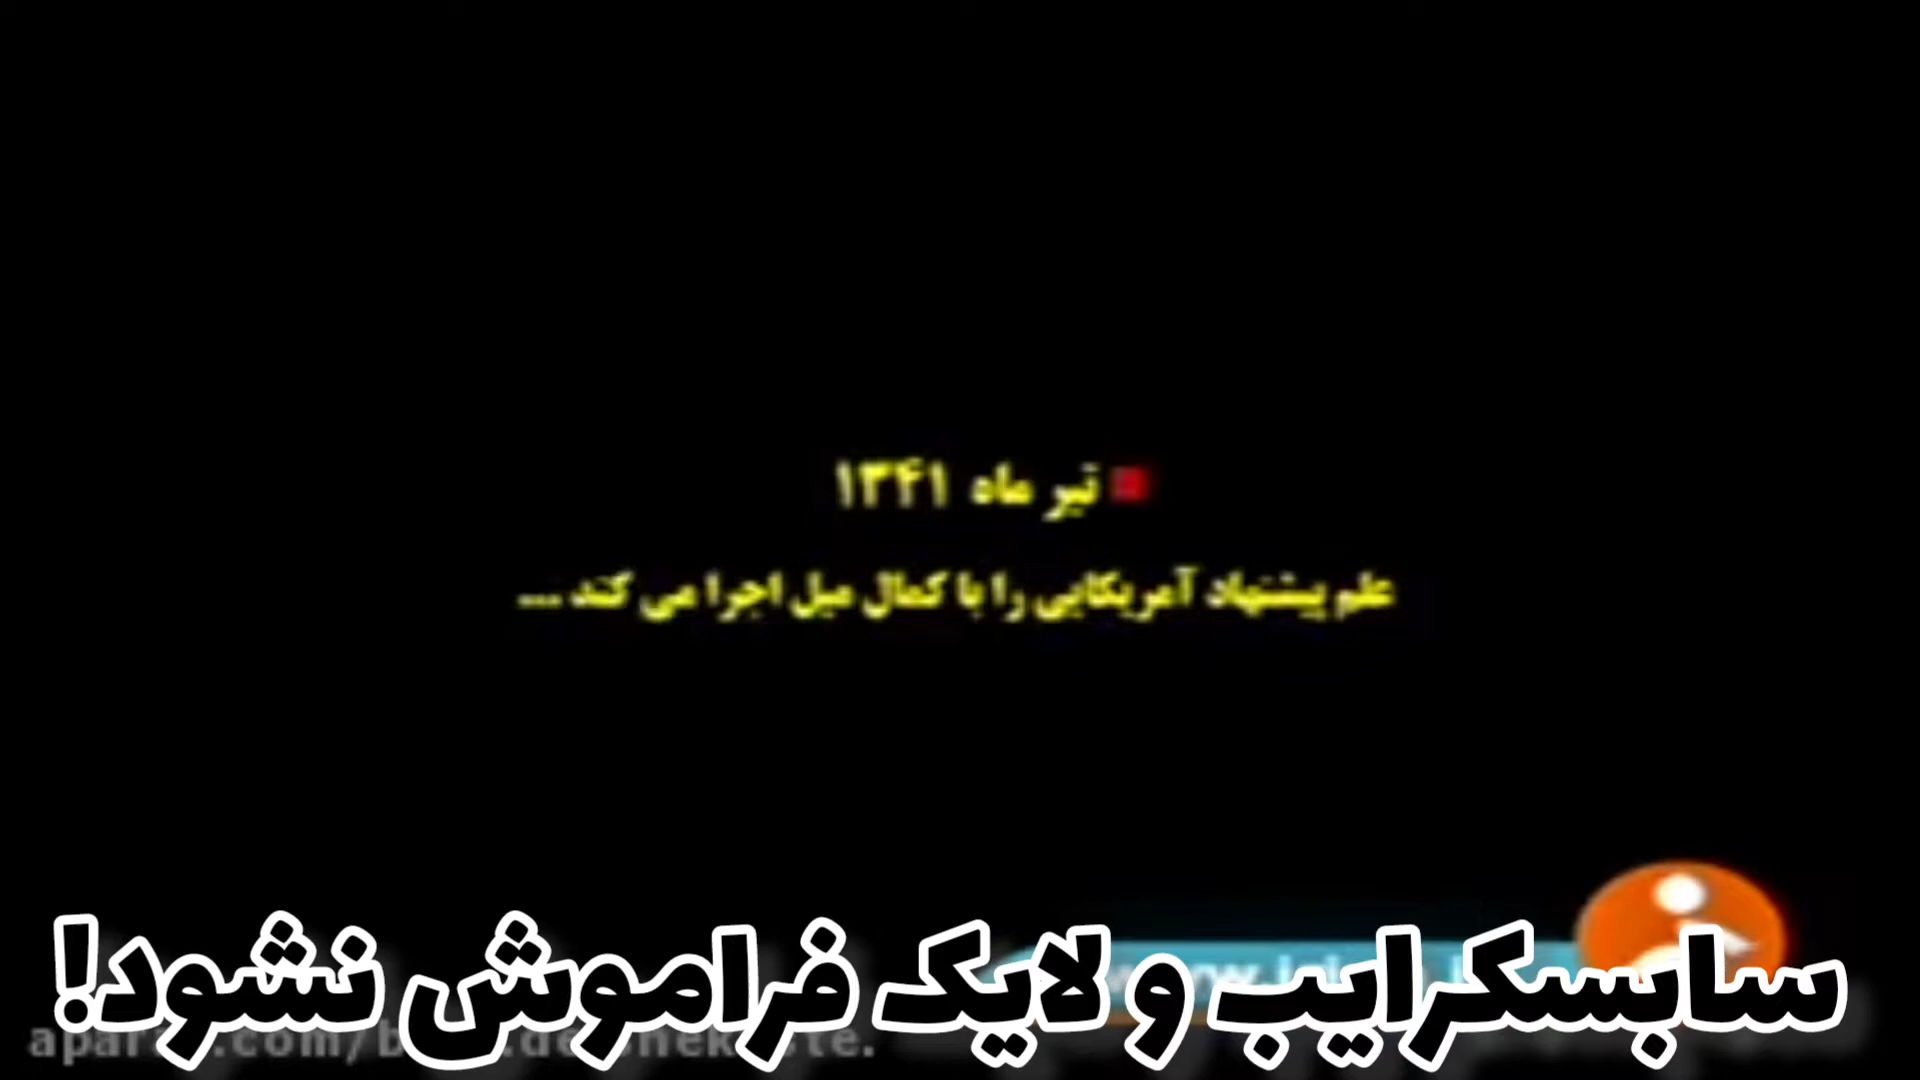 تیر ماه ۱۳۴۱
علم پیشنهاد آمریکایی را با کمال میل اجرا می کند ...
سابسکرایب و لایک فراموش نشود!